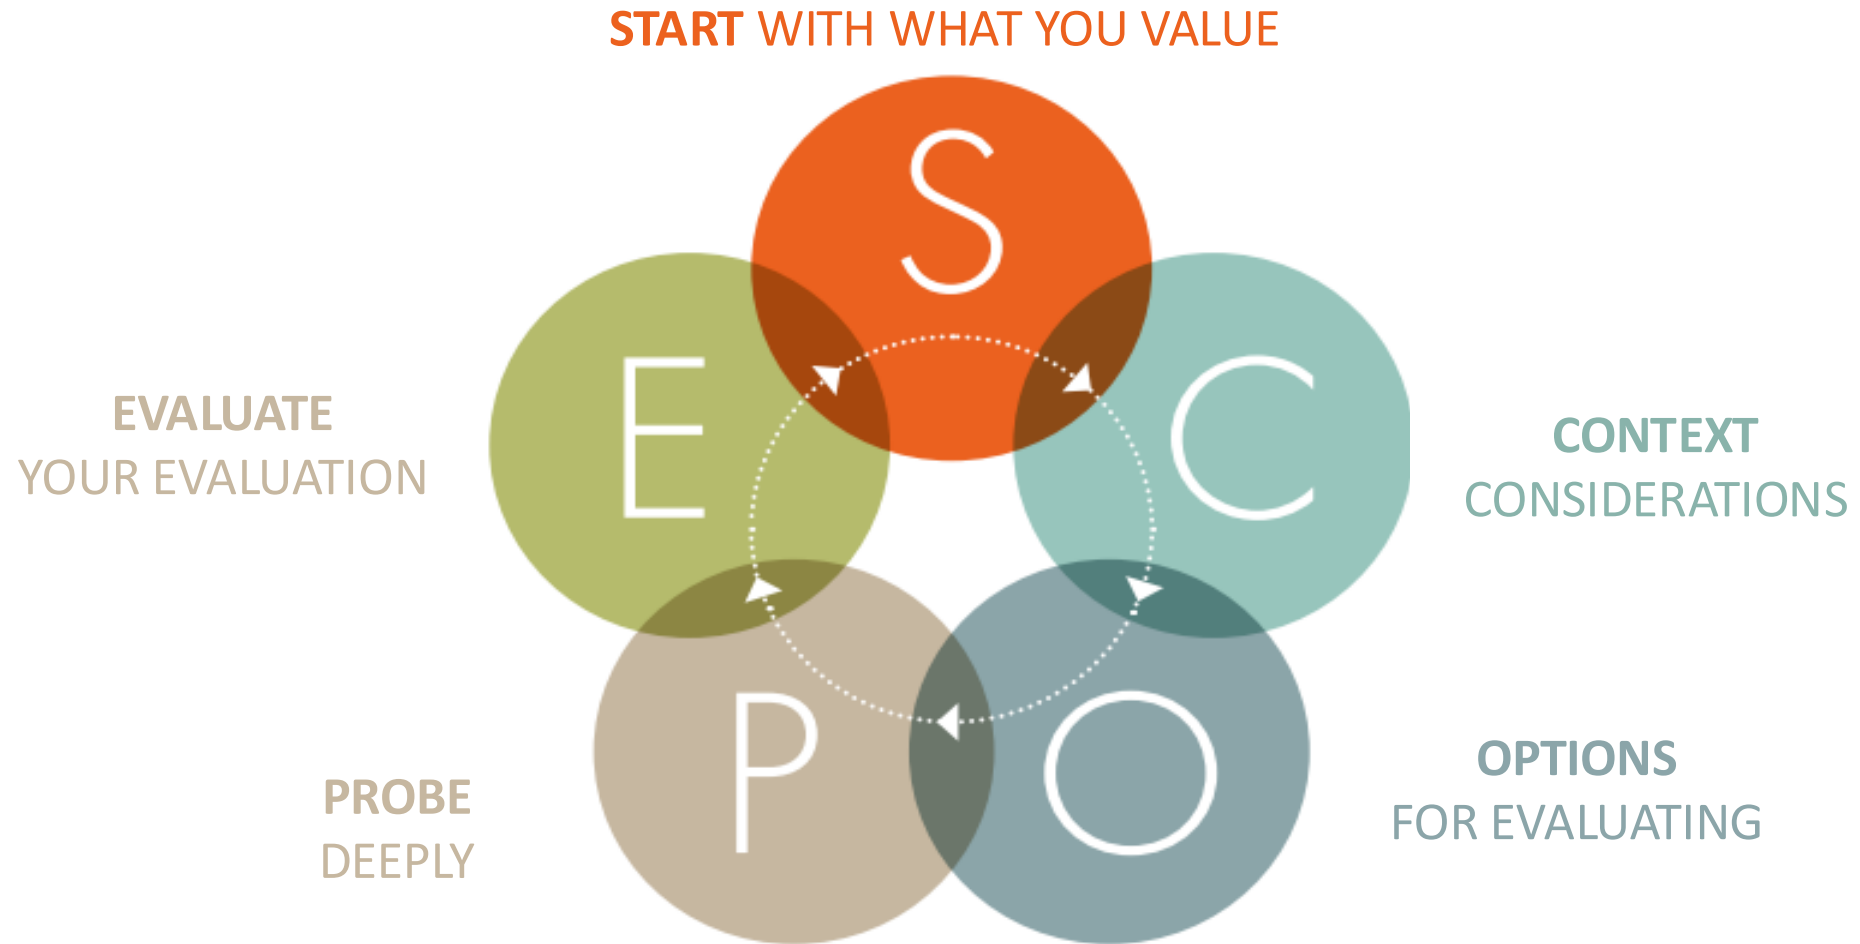 START WITH WHAT YOU VALUE
S
E
C
EVALUATE
YOUR EVALUATION
CONTEXT
CONSIDERATIONS
P
O
PROBE
DEEPLY
OPTIONS
FOR EVALUATING